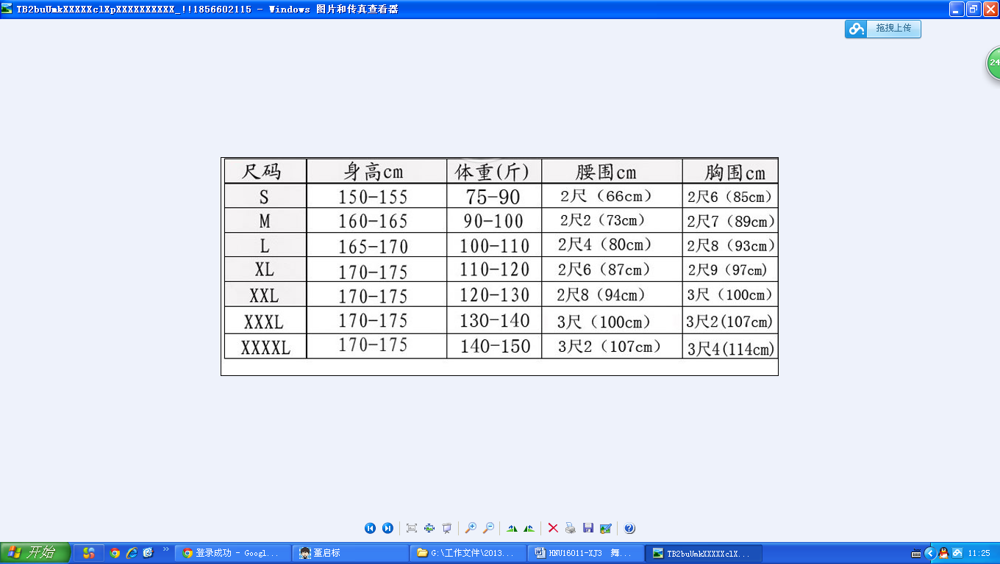 TB2buUmkXXXXXclXpXXXXXXXXXX_!!1856602115 - Windows 图片和传真查看器
拖拽上传
24
尺码 身高cm 体重(斤) 腰围cm 胸围cm
S 150-155 75-90 2尺（66cm） 2尺6（85cm）
M 160-165 90-100 2尺2（73cm） 2尺7（89cm）
L 165-170 100-110 2尺4（80cm） 2尺8（93cm）
XL 170-175 110-120 2尺6（87cm） 2尺9（97cm）
XXL 170-175 120-130 2尺8（94cm） 3尺（100cm）
XXXL 170-175 130-140 3尺（100cm） 3尺2(107cm)
XXXXL 170-175 140-150 3尺2（107cm） 3尺4(114cm)
开始 登录成功 - Googl... 董启标 G:\工作文件\2013... HNU16011-XJ3 舞... TB2buUmkXXXXXclX... 11:25